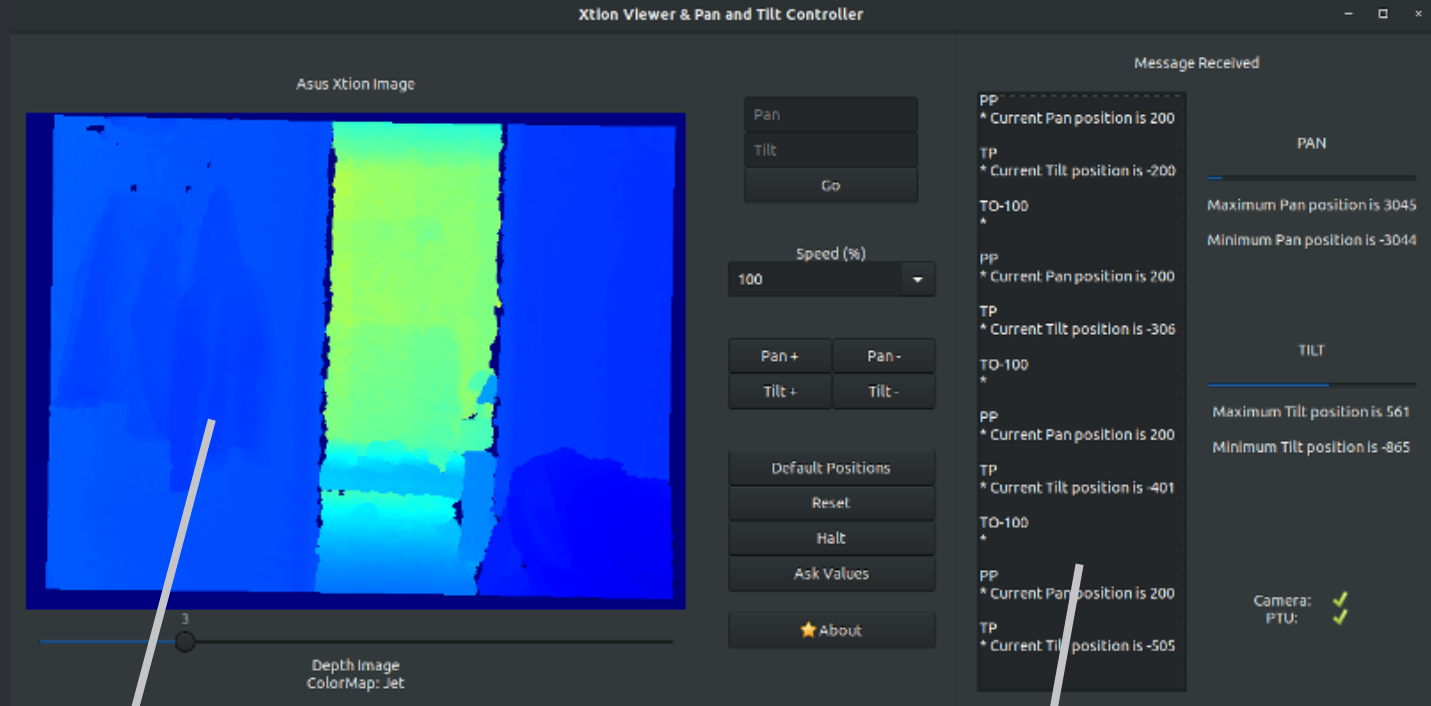 Xtion Viewer & Pan and Tilt Controller
Asus Xtion Image
3
Depth Image
ColorMap: Jet
Pan
Tilt
Go
Speed (%)
100
Pan +
Pan -
Tilt +
Tilt -
Default Positions
Reset
Halt
Ask Values
About
Message Received
PP
* Current Pan position is 200
TP
* Current Tilt position is -200
TO-100
*
PP
* Current Pan position is 200
TP
* Current Tilt position is -306
TO-100
*
PP
* Current Pan position is 200
TP
* Current Tilt position is -401
TO-100
*
PP
* Current Pan position is 200
TP
* Current Tilt position is -505
PAN
Maximum Pan position is 3045
Minimum Pan position is -3044
TILT
Maximum Tilt position is 561
Minimum Tilt position is -865
Camera:
PTU: